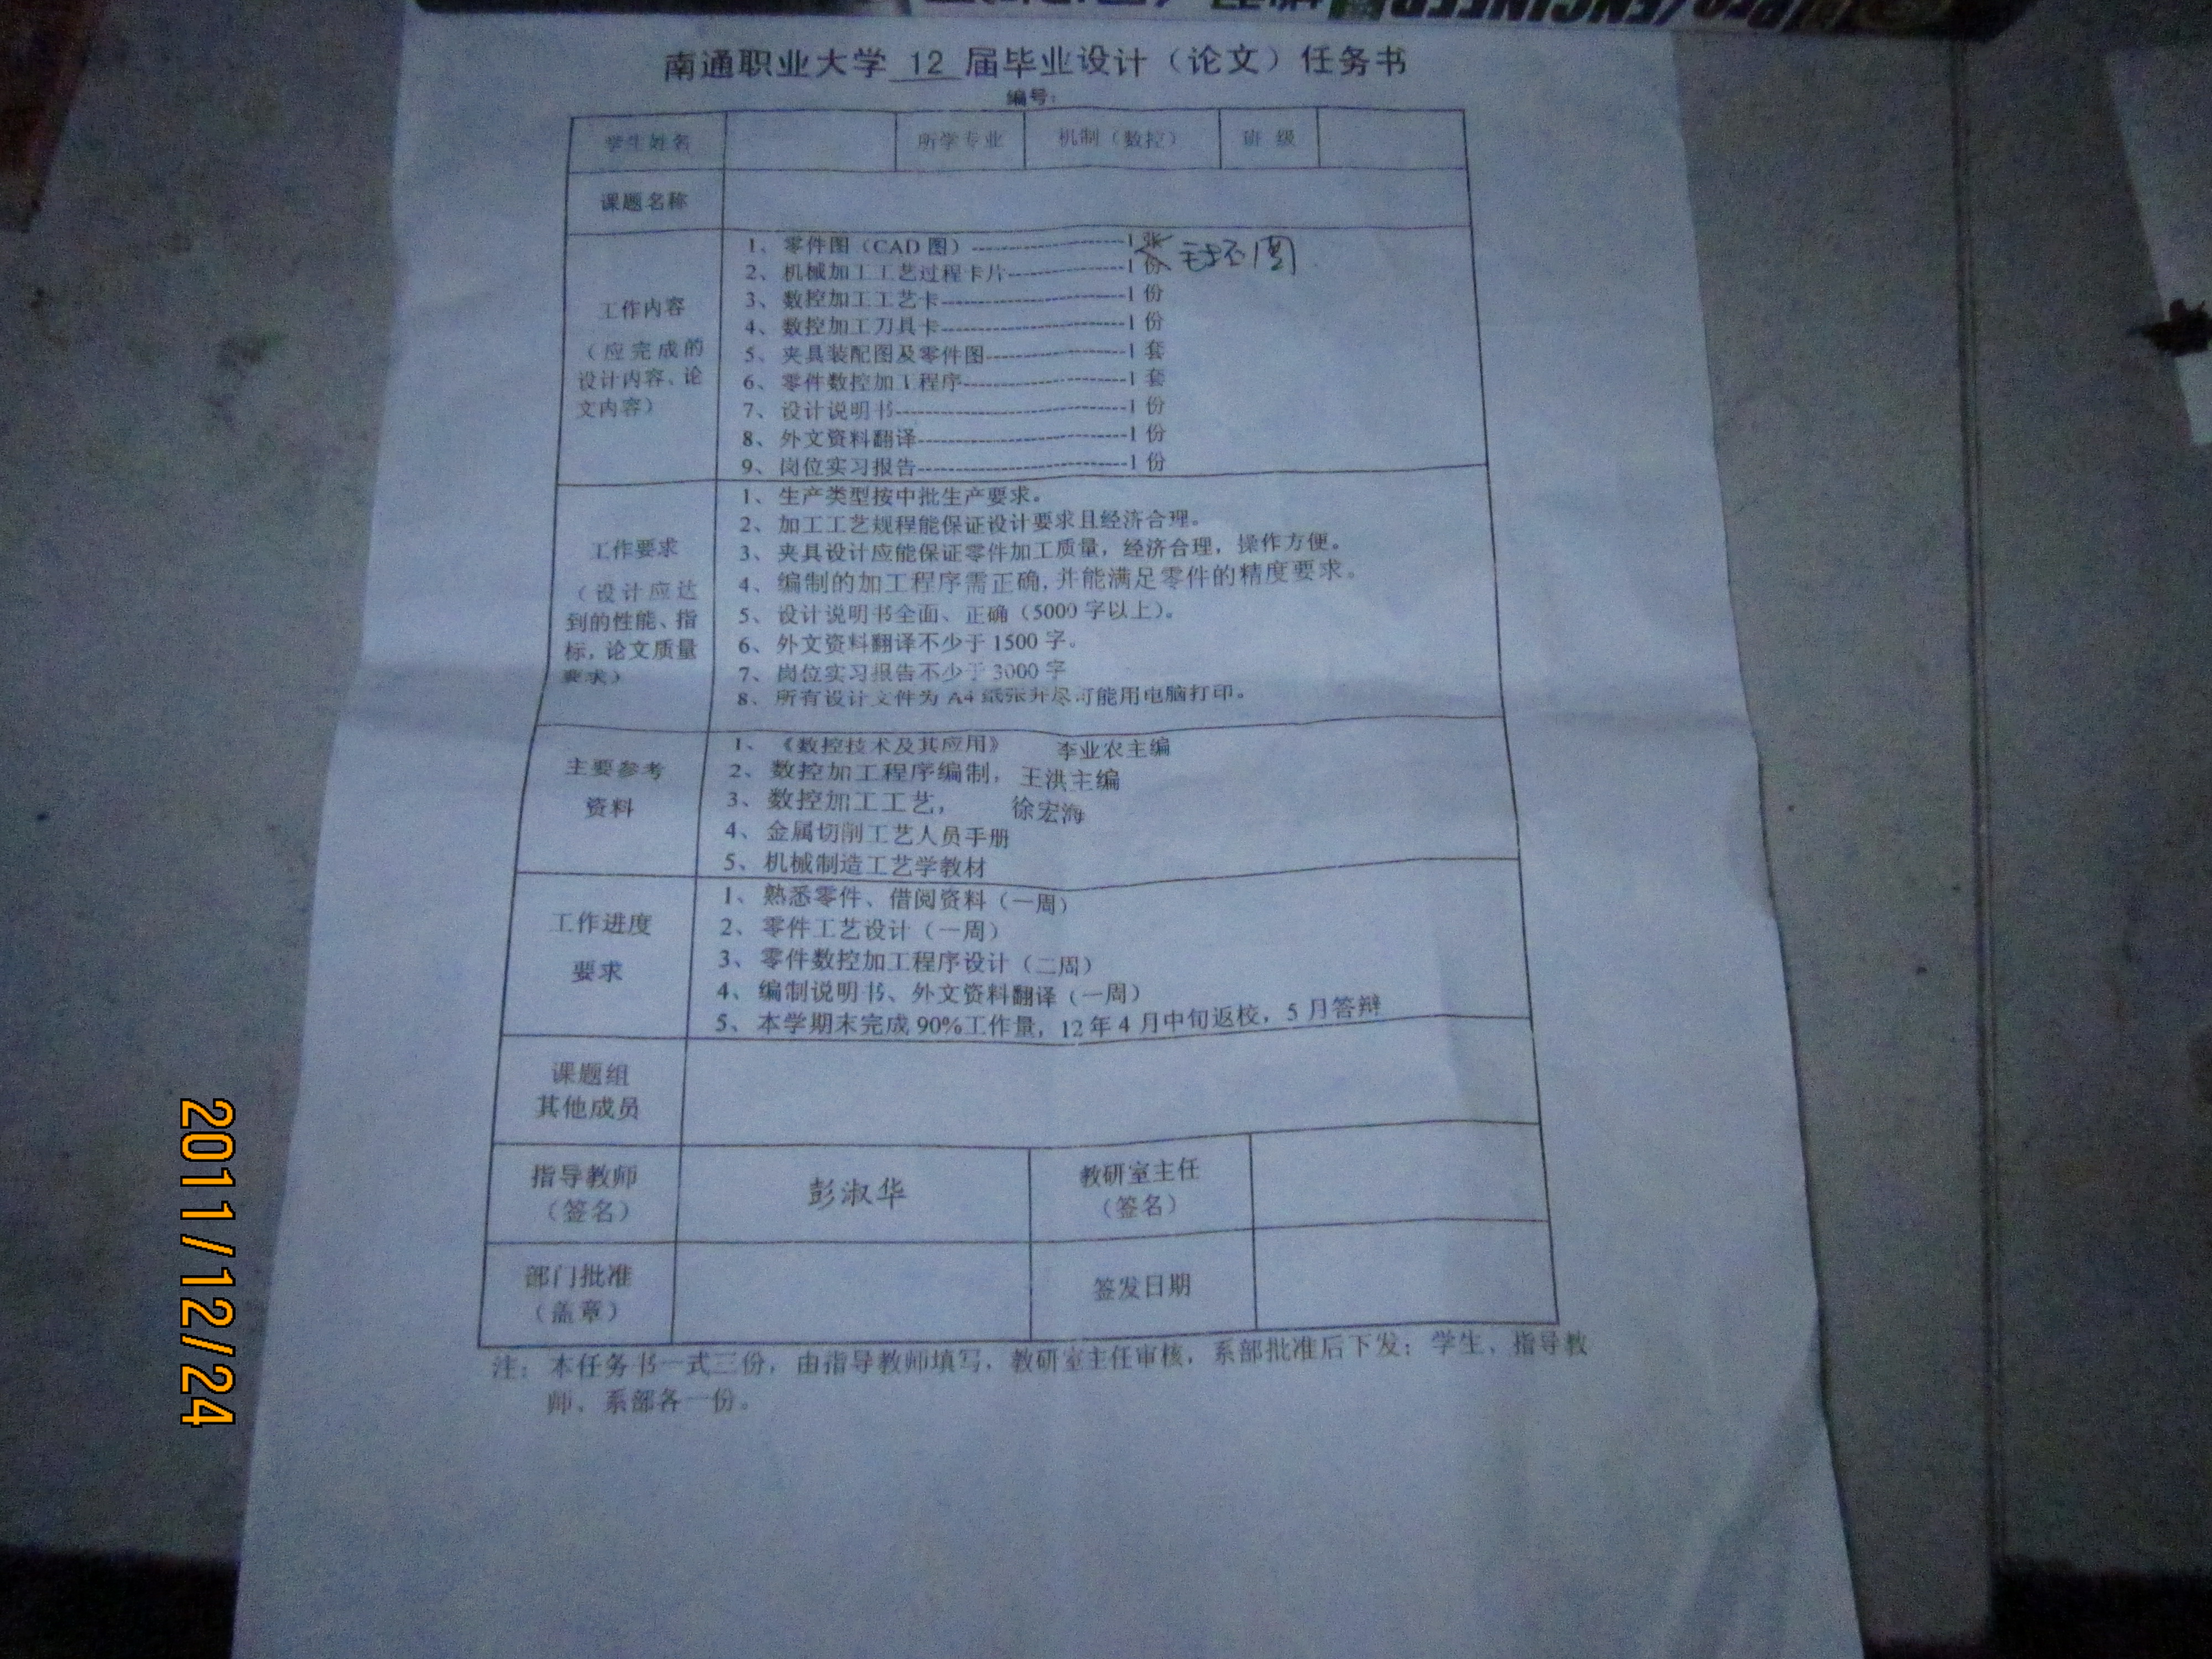 南通职业大学 12 届毕业设计（论文）任务书
编号：
学生姓名 所学专业 机制（数控） 班 级
课题名称
工作内容
（应完成的
设计内容、论
文内容）
1、零件图（CAD 图）----------------------1 张
2、机械加工工艺过程卡片----------------1 份
毛坯图
3、数控加工工艺卡-------------------------1 份
4、数控加工刀具卡-------------------------1 份
5、夹具装配图及零件图-------------------1 套
6、零件数控加工程序----------------------1 套
7、设计说明书-------------------------------1 份
8、外文资料翻译----------------------------1 份
9、岗位实习报告----------------------------1 份
工作要求
（设计应达
到的性能、指
标，论文质量
要求）
1、生产类型按中批生产要求。
2、加工工艺规程能保证设计要求且经济合理。
3、夹具设计应能保证零件加工质量，经济合理，操作方便。
4、编制的加工程序需正确，并能满足零件的精度要求。
5、设计说明书全面、正确（5000 字以上）。
6、外文资料翻译不少于 1500 字。
7、岗位实习报告不少于 3000 字
8、所有设计文件为 A4 纸张并尽可能用电脑打印。
主要参考
资料
1、《数控技术及其应用》 李业农主编
2、数控加工程序编制， 王洪主编
3、数控加工工艺， 徐宏海
4、金属切削工艺人员手册
5、机械制造工艺学教材
工作进度
要求
1、熟悉零件、借阅资料（一周）
2、零件工艺设计（一周）
3、零件数控加工程序设计（二周）
4、编制说明书、外文资料翻译（一周）
5、本学期末完成 90%工作量，12 年 4 月中旬返校，5 月答辩
课题组
其他成员
指导教师
（签名）
彭淑华
教研室主任
（签名）
部门批准
（盖章）
签发日期
注：本任务书一式三份，由指导教师填写，教研室主任审核，系部批准后下发；学生、指导教
师、系部各一份。
2011/12/24